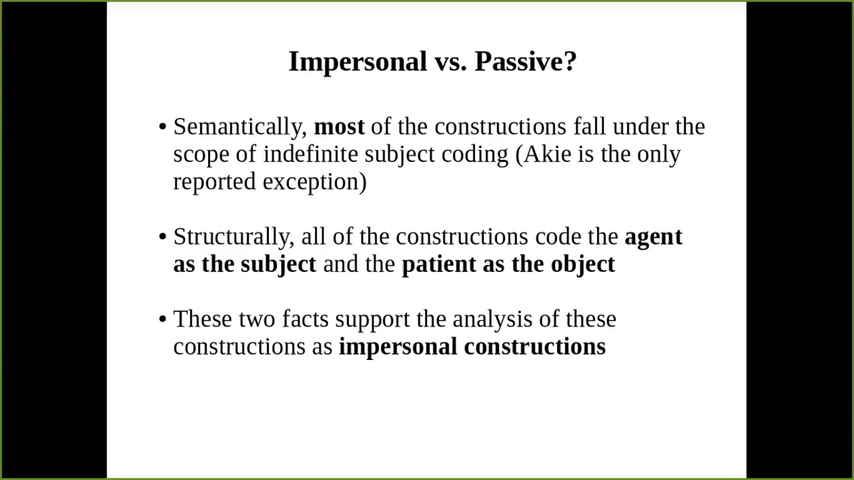 Impersonal vs. Passive?
• Semantically, most of the constructions fall under the
scope of indefinite subject coding (Akie is the only
reported exception)
• Structurally, all of the constructions code the agent
as the subject and the patient as the object
• These two facts support the analysis of these
constructions as impersonal constructions